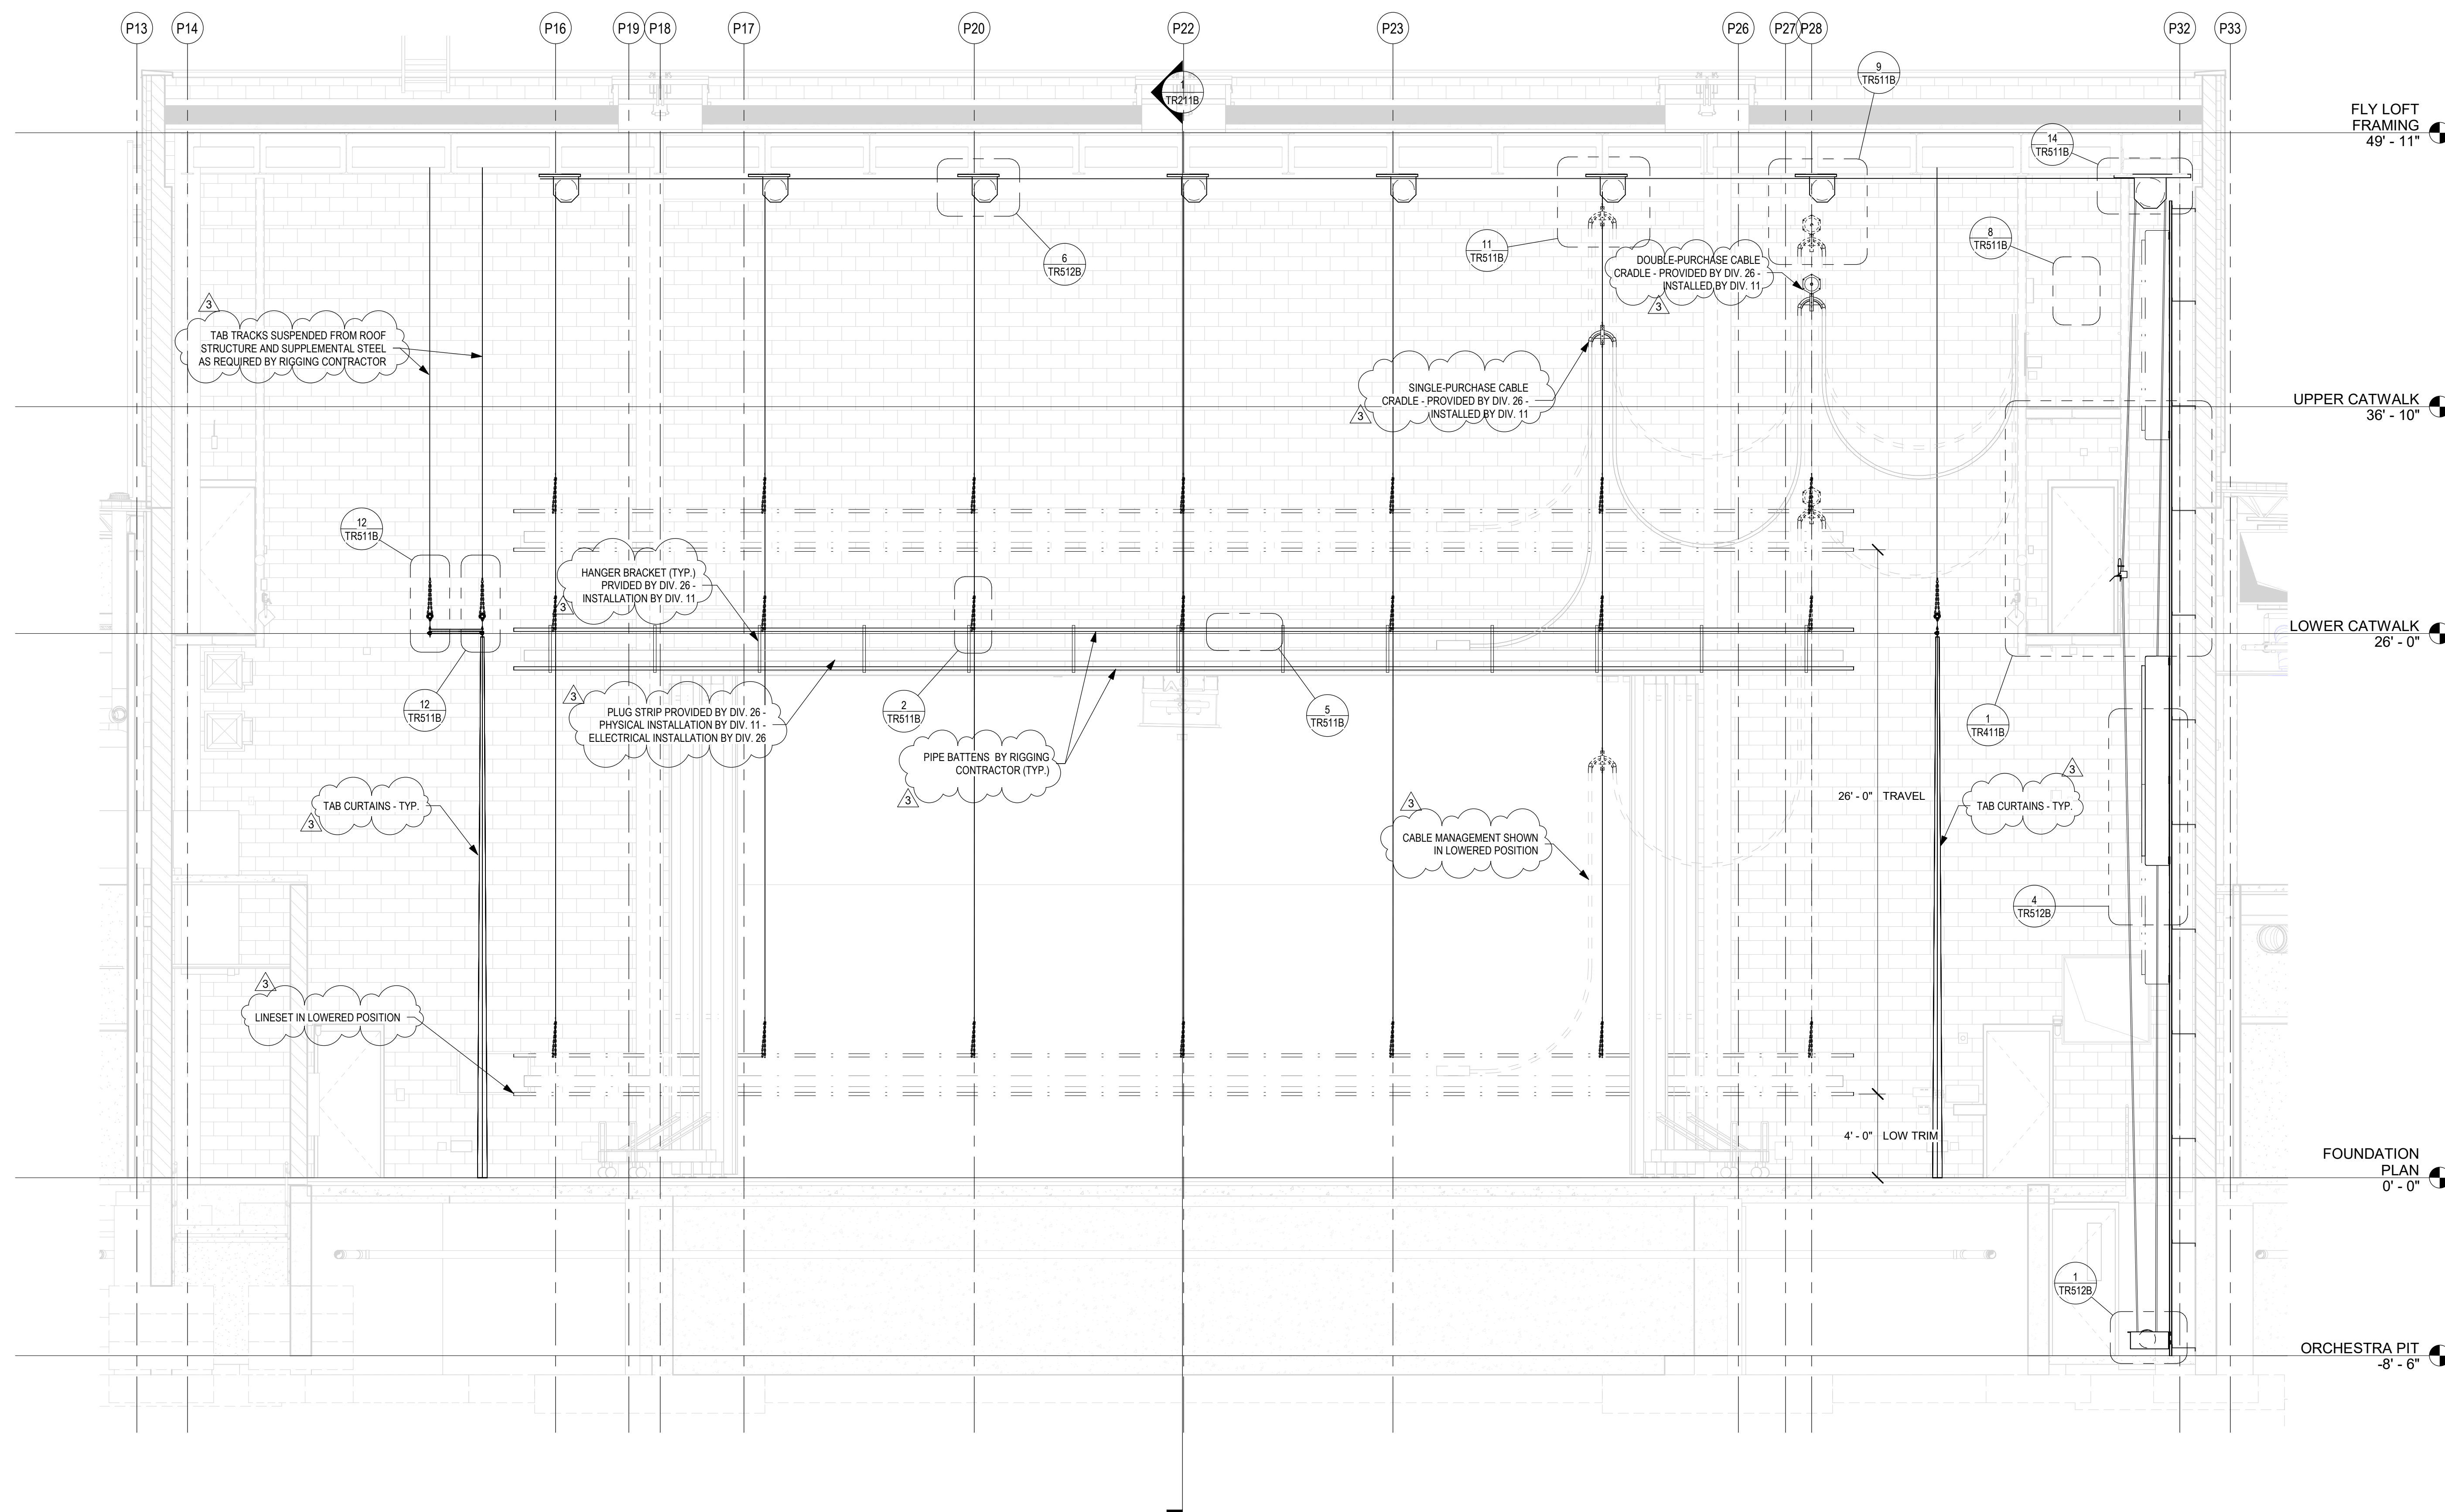 P13
P14
P16
P19
P18
P17
P20
P22
P23
P26
P27
P28
P32
P33
1
TR211B
9
TR511B
14
TR511B
FLY LOFT
FRAMING
49' - 11"
6
TR512B
11
TR511B
8
TR511B
DOUBLE-PURCHASE CABLE
CRADLE - PROVIDED BY DIV. 26 -
INSTALLED BY DIV. 11
3
3
TAB TRACKS SUSPENDED FROM ROOF
STRUCTURE AND SUPPLEMENTAL STEEL
AS REQUIRED BY RIGGING CONTRACTOR
SINGLE-PURCHASE CABLE
CRADLE - PROVIDED BY DIV. 26 -
INSTALLED BY DIV. 11
3
UPPER CATWALK
36' - 10"
12
TR511B
HANGER BRACKET (TYP.)
PRVIDED BY DIV. 26 -
INSTALLATION BY DIV. 11
3
LOWER CATWALK
26' - 0"
12
TR511B
3
PLUG STRIP PROVIDED BY DIV. 26 -
PHYSICAL INSTALLATION BY DIV. 11 -
ELLECTRICAL INSTALLATION BY DIV. 26
2
TR511B
5
TR511B
1
TR411B
PIPE BATTENS BY RIGGING
CONTRACTOR (TYP.)
3
TAB CURTAINS - TYP.
3
3
CABLE MANAGEMENT SHOWN
IN LOWERED POSITION
26' - 0" TRAVEL
3
TAB CURTAINS - TYP.
4
TR512B
3
LINESET IN LOWERED POSITION
4' - 0" LOW TRIM
FOUNDATION
PLAN
0' - 0"
1
TR512B
ORCHESTRA PIT
-8' - 6"